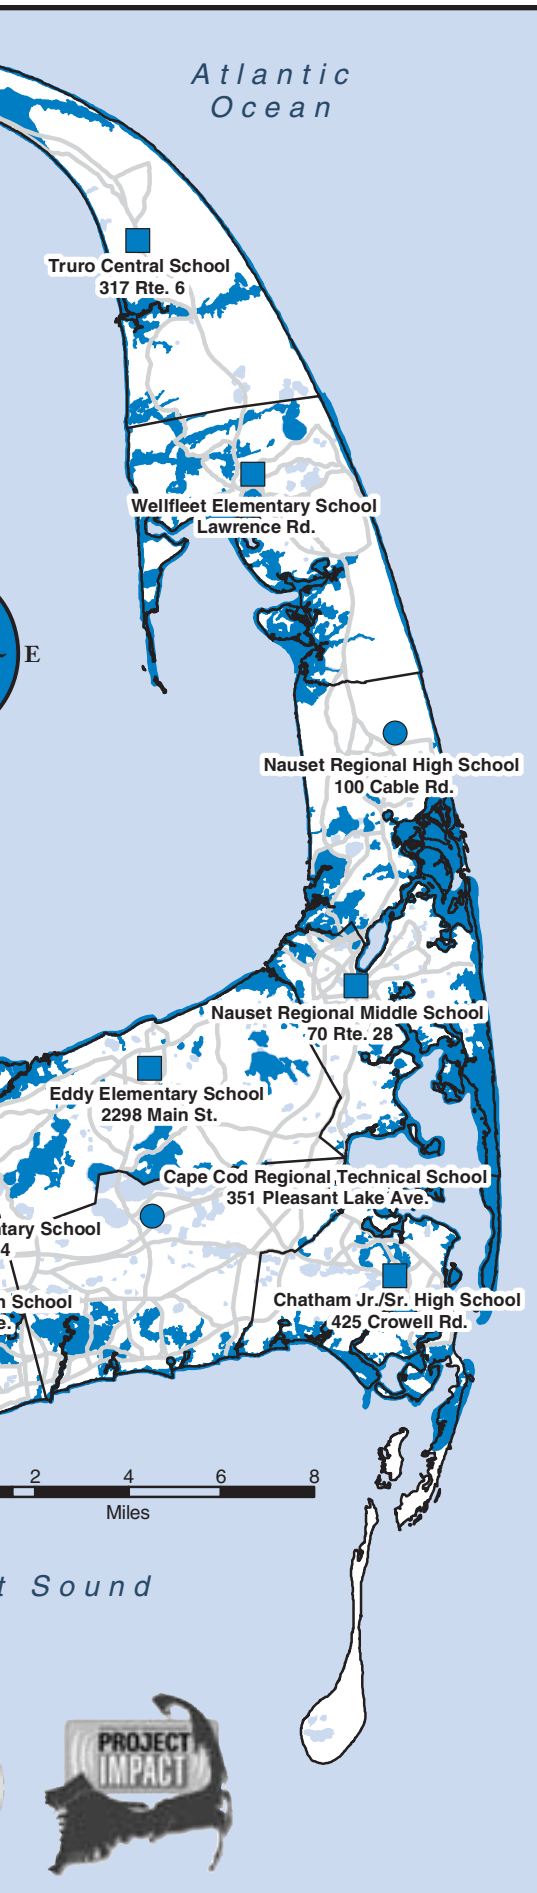 Atlantic
Ocean
Truro Central School
317 Rte. 6
Wellfleet Elementary School
Lawrence Rd.
E
Nauset Regional High School
100 Cable Rd.
Nauset Regional Middle School
70 Rte. 28
Eddy Elementary School
2298 Main St.
Cape Cod Regional Technical School
351 Pleasant Lake Ave.
ntary School
4
n School
e.
Chatham Jr./Sr. High School
425 Crowell Rd.
2 4 6 8
Miles
t Sound
PROJECT
IMPACT